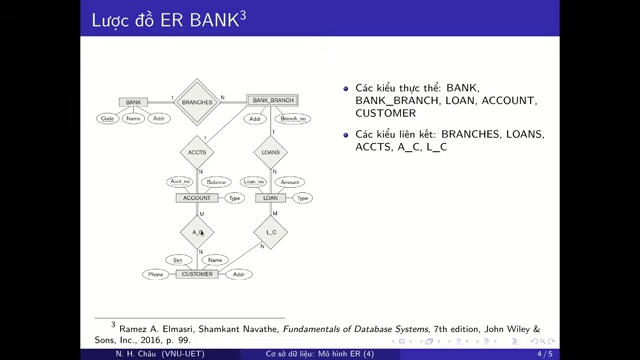 Lược đồ ER BANK3
BANK
1
BRANCHES
N
BANK_BRANCH
Code
Name
Addr
Addr
Branch_no
1
1
ACCTS
LOANS
N
N
Acct_no
Balance
Loan_no
Amount
ACCOUNT
Type
LOAN
Type
M
M
L_C
N
N
Ssn
Name
Phone
CUSTOMER
Addr
Các kiểu thực thể: BANK,
BANK_BRANCH, LOAN, ACCOUNT,
CUSTOMER
Các kiểu liên kết: BRANCHES, LOANS,
ACCTS, A_C, L_C
3 Ramez A. Elmasri, Shamkant Navathe, Fundamentals of Database Systems, 7th edition, John Wiley &
Sons, Inc., 2016, p. 99.
N. H. Châu (VNU-UET)
Cơ sở dữ liệu: Mô hình ER (4)
4 / 5